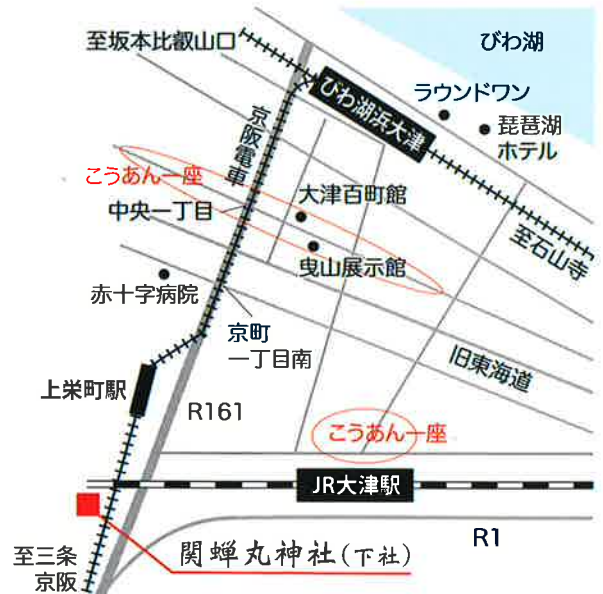 至坂本比叡山口
びわ湖
びわ湖浜大津
ラウンドワン
琵琶湖
ホテル
京阪電車
こうあん一座
大津百町館
中央一丁目
曳山展示館
至石山寺
赤十字病院
京町
一丁目南
旧東海道
上栄町駅
R161
こうあん一座
JR大津駅
R1
関蝉丸神社(下社)
至三条
京阪